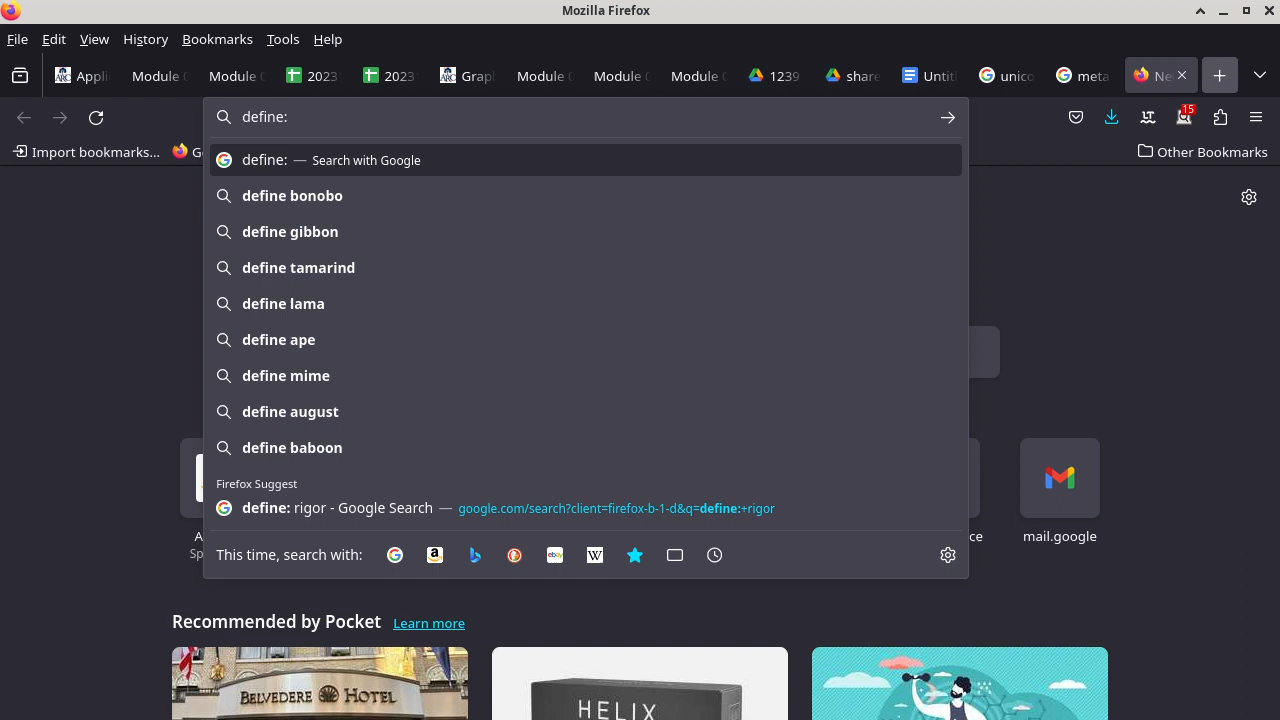 Mozilla Firefox
File Edit View History Bookmarks Tools Help
Appli Module Module 2023 2023 Grap Module Module Module 1239 share Untit unico meta Ne
define: 15
Import bookmarks... G Other Bookmarks
define: — Search with Google
define bonobo
define gibbon
define tamarind
define lama
define ape
define mime
define august
define baboon
Firefox Suggest
define: rigor - Google Search — google.com/search?client=firefox-b-1-d&q=define:+rigor
A ce mail.google
Sp
This time, search with: a ebay W
Recommended by Pocket Learn more
BELVEDERE HOTEL
HELIX